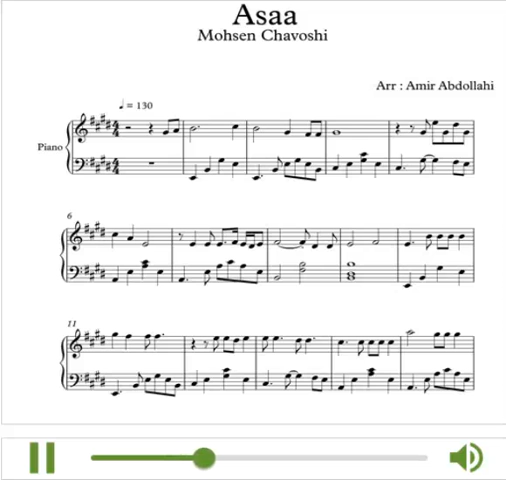 Asaa
Mohsen Chavoshi
Arr : Amir Abdollahi
♩ = 130
Piano
6
11